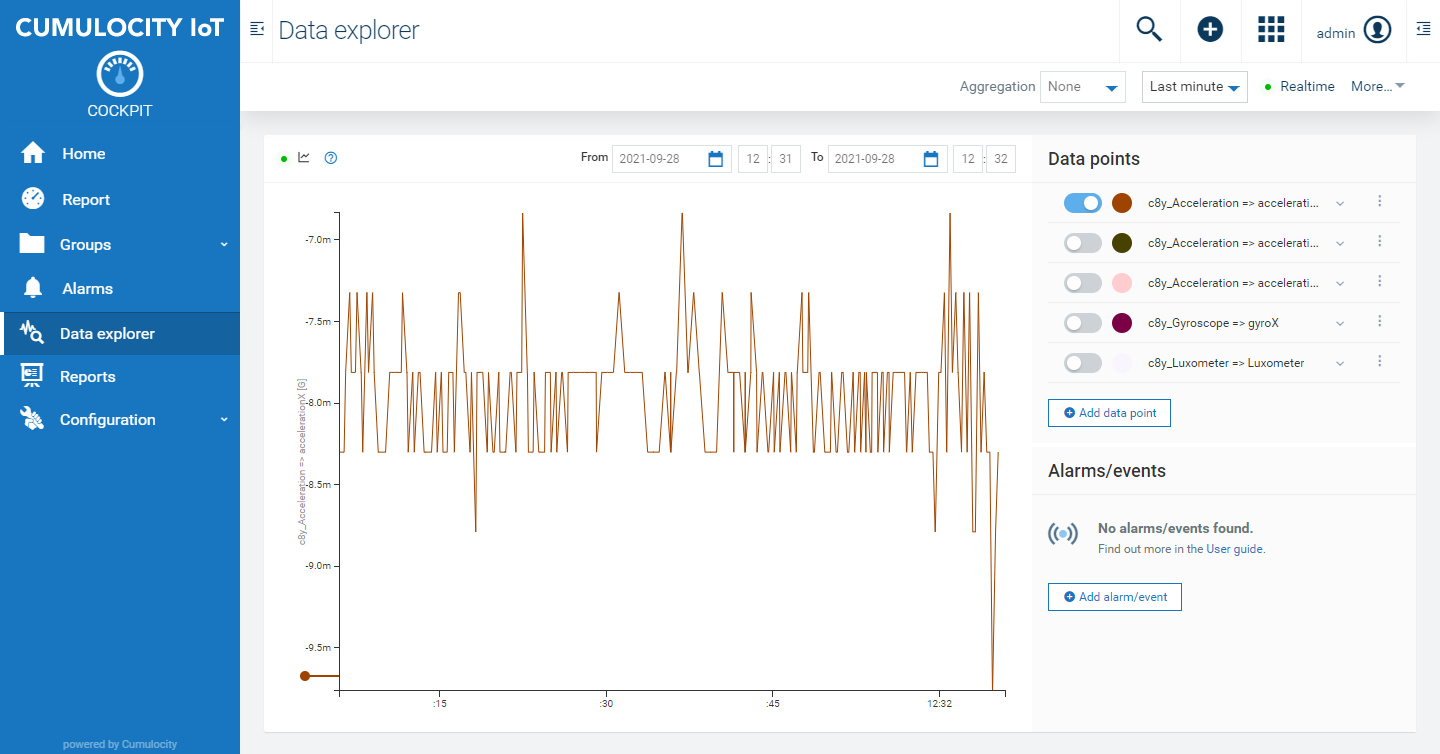 CUMULOCITY IoT
COCKPIT
Home
Report
Groups
Alarms
Data explorer
Reports
Configuration
powered by Cumulocity
Data explorer
admin
Aggregation None Last minute Realtime More...
From 2021-09-28 12 : 31 To 2021-09-28 12 : 32
-7.0m
-7.5m
-8.0m
-8.5m
-9.0m
-9.5m
c8y_Acceleration => accelerationX [G]
:15 :30 :45 12:32
Data points
c8y_Acceleration => accelerati...
c8y_Acceleration => accelerati...
c8y_Acceleration => accelerati...
c8y_Gyroscope => gyroX
c8y_Luxometer => Luxometer
Add data point
Alarms/events
No alarms/events found.
Find out more in the User guide.
Add alarm/event